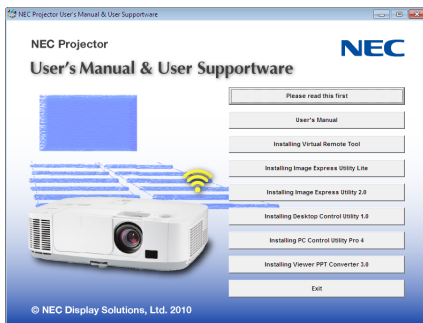 NEC Projector User's Manual & User Supportware
NEC Projector
NEC
User's Manual & User Supportware
Please read this first
User's Manual
Installing Virtual Remote Tool
Installing Image Express Utility Lite
Installing Image Express Utility 2.0
Installing Desktop Control Utility 1.0
Installing PC Control Utility Pro 4
Installing Viewer PPT Converter 3.0
Exit
© NEC Display Solutions, Ltd. 2010